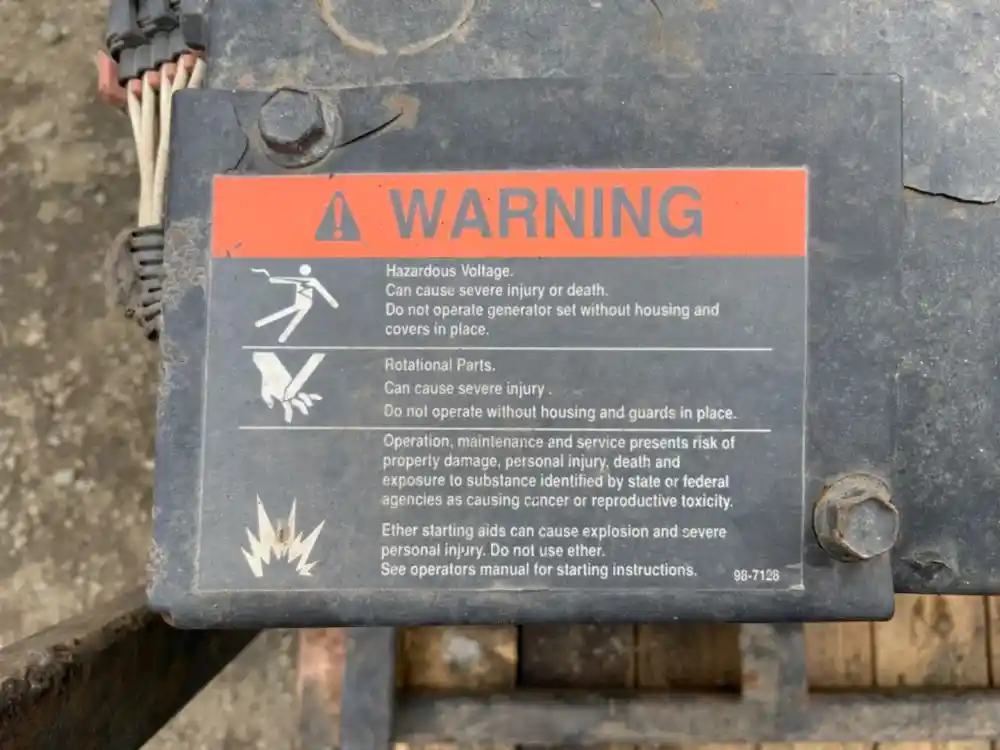 WARNING
Hazardous Voltage.
Can cause severe injury or death.
Do not operate generator set without housing and
covers in place.
Rotational Parts.
Can cause severe injury .
Do not operate without housing and guards in place.
Operation, maintenance and service presents risk of
property damage, personal injury, death and
exposure to substance identified by state or federal
agencies as causing cancer or reproductive toxicity.
Ether starting aids can cause explosion and severe
personal injury. Do not use ether.
See operators manual for starting instructions.
98-7128